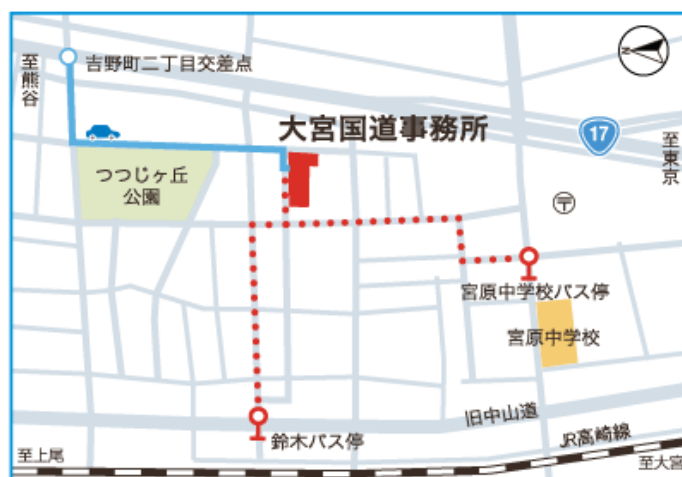 至熊谷
吉野町二丁目交差点
N
大宮国道事務所
17
至東京
つつじヶ丘
公園
〒
宮原中学校バス停
宮原中学校
旧中山道
鈴木バス停
JR高崎線
至上尾
至大宮